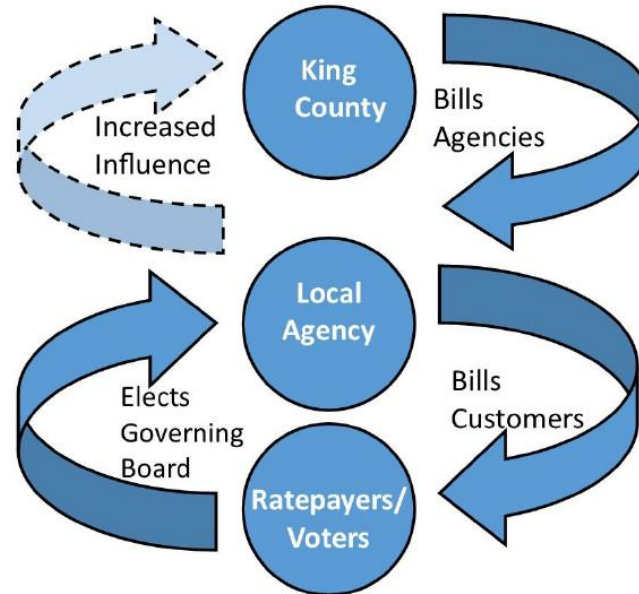 King
County
Increased
Influence
Bills
Agencies
Local
Agency
Elects
Governing
Board
Bills
Customers
Ratepayers/
Voters